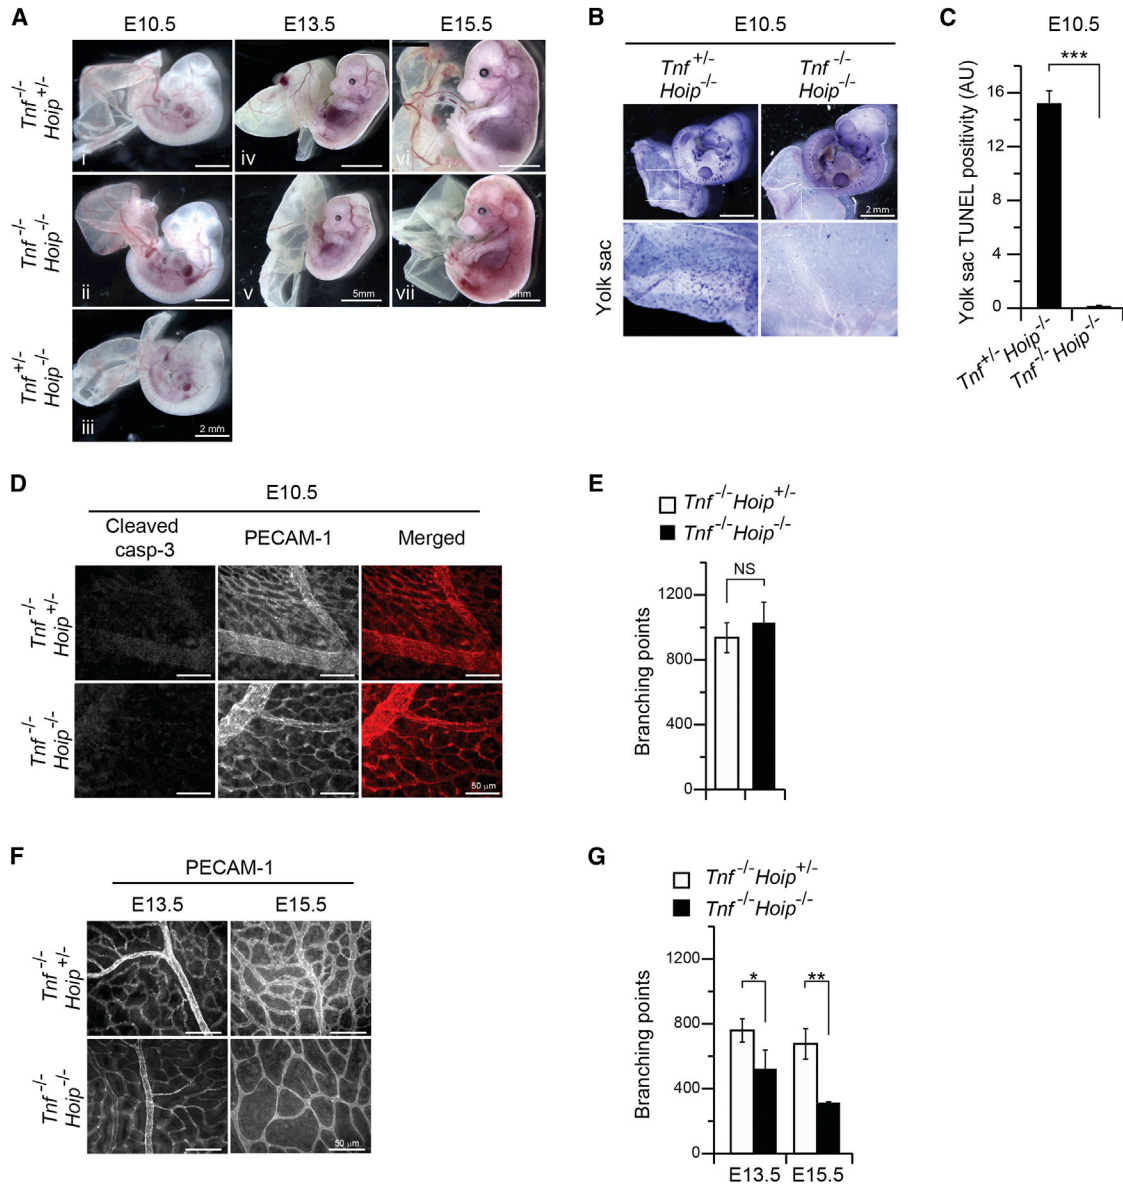 A
E10.5
E13.5
E15.5
Tnf-/-
Hoip+/-
i
iv
vi
Tnf-/-
Hoip-/-
ii
v
5mm
vii
5mm
Tnf+/-
Hoip-/-
iii
2 mm
B
E10.5
Tnf+/-
Hoip-/-
Tnf-/-
Hoip-/-
2 mm
Yolk sac
C
E10.5
Yolk sac TUNEL positivity (AU)
16
12
8
4
0
***
Tnf+/-Hoip-/-
Tnf-/-Hoip-/-
D
E10.5
Cleaved
casp-3
PECAM-1
Merged
Tnf-/-
Hoip+/-
Tnf-/-
Hoip-/-
50 µm
E
Tnf-/-Hoip+/-
Tnf-/-Hoip-/-
Branching points
1200
800
400
0
NS
F
PECAM-1
E13.5
E15.5
Tnf-/-
Hoip+/-
Tnf-/-
Hoip-/-
50 µm
G
Tnf-/-Hoip+/-
Tnf-/-Hoip-/-
Branching points
1200
800
400
0
*
**
E13.5
E15.5